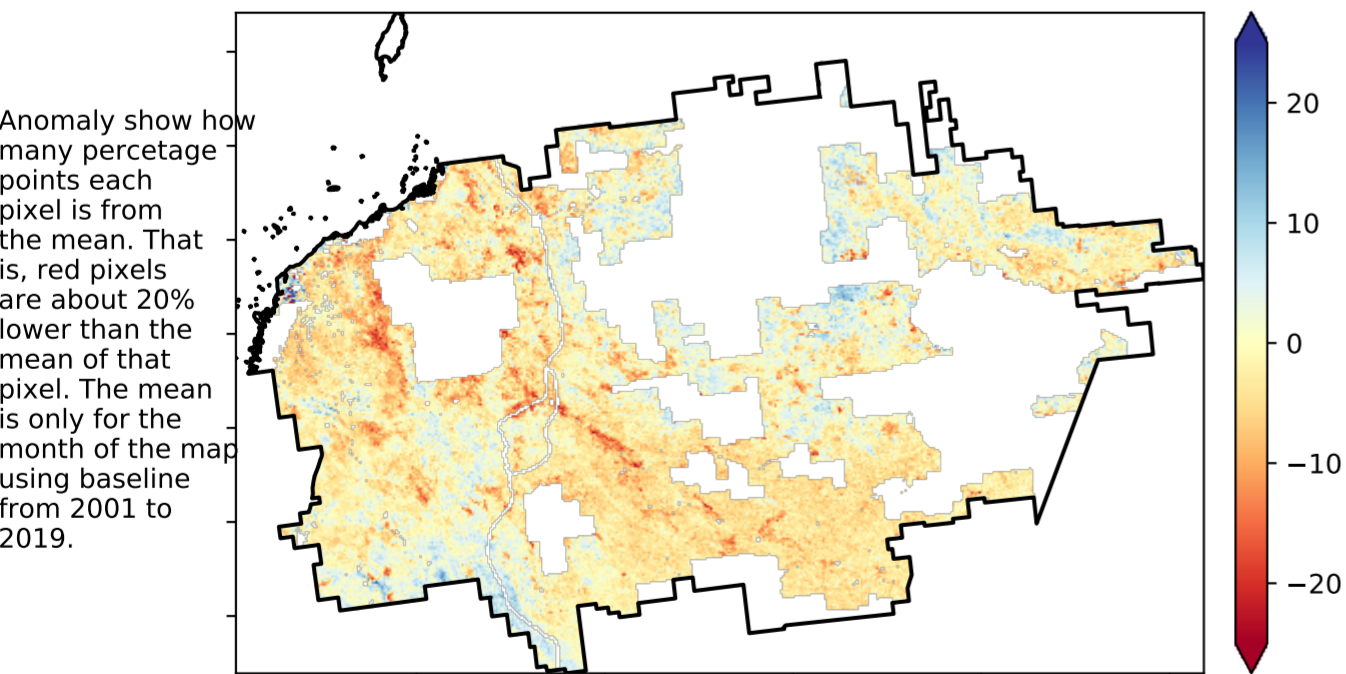 Anomaly show how
many percetage
points each
pixel is from
the mean. That
is, red pixels
are about 20%
lower than the
mean of that
pixel. The mean
is only for the
month of the map
using baseline
from 2001 to
2019.
20
10
0
−10
−20